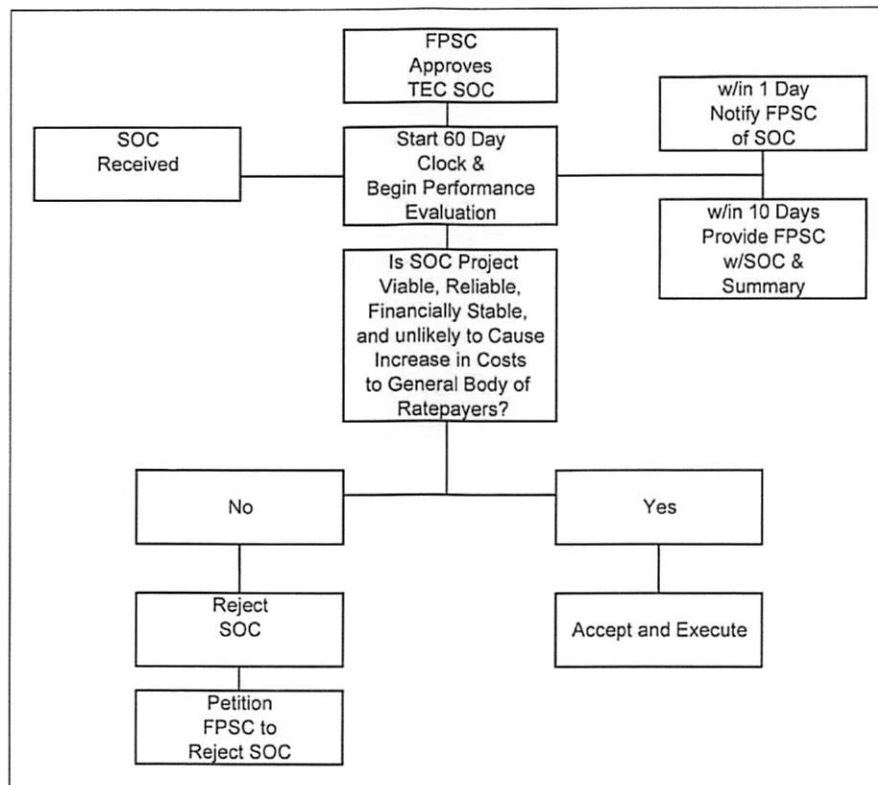 FPSC
Approves
TEC SOC
w/in 1 Day
Notify FPSC
of SOC
SOC
Received
Start 60 Day
Clock &
Begin Performance
Evaluation
w/in 10 Days
Provide FPSC
w/SOC &
Summary
Is SOC Project
Viable, Reliable,
Financially Stable,
and unlikely to Cause
Increase in Costs
to General Body of
Ratepayers?
No
Yes
Reject
SOC
Accept and Execute
Petition
FPSC to
Reject SOC